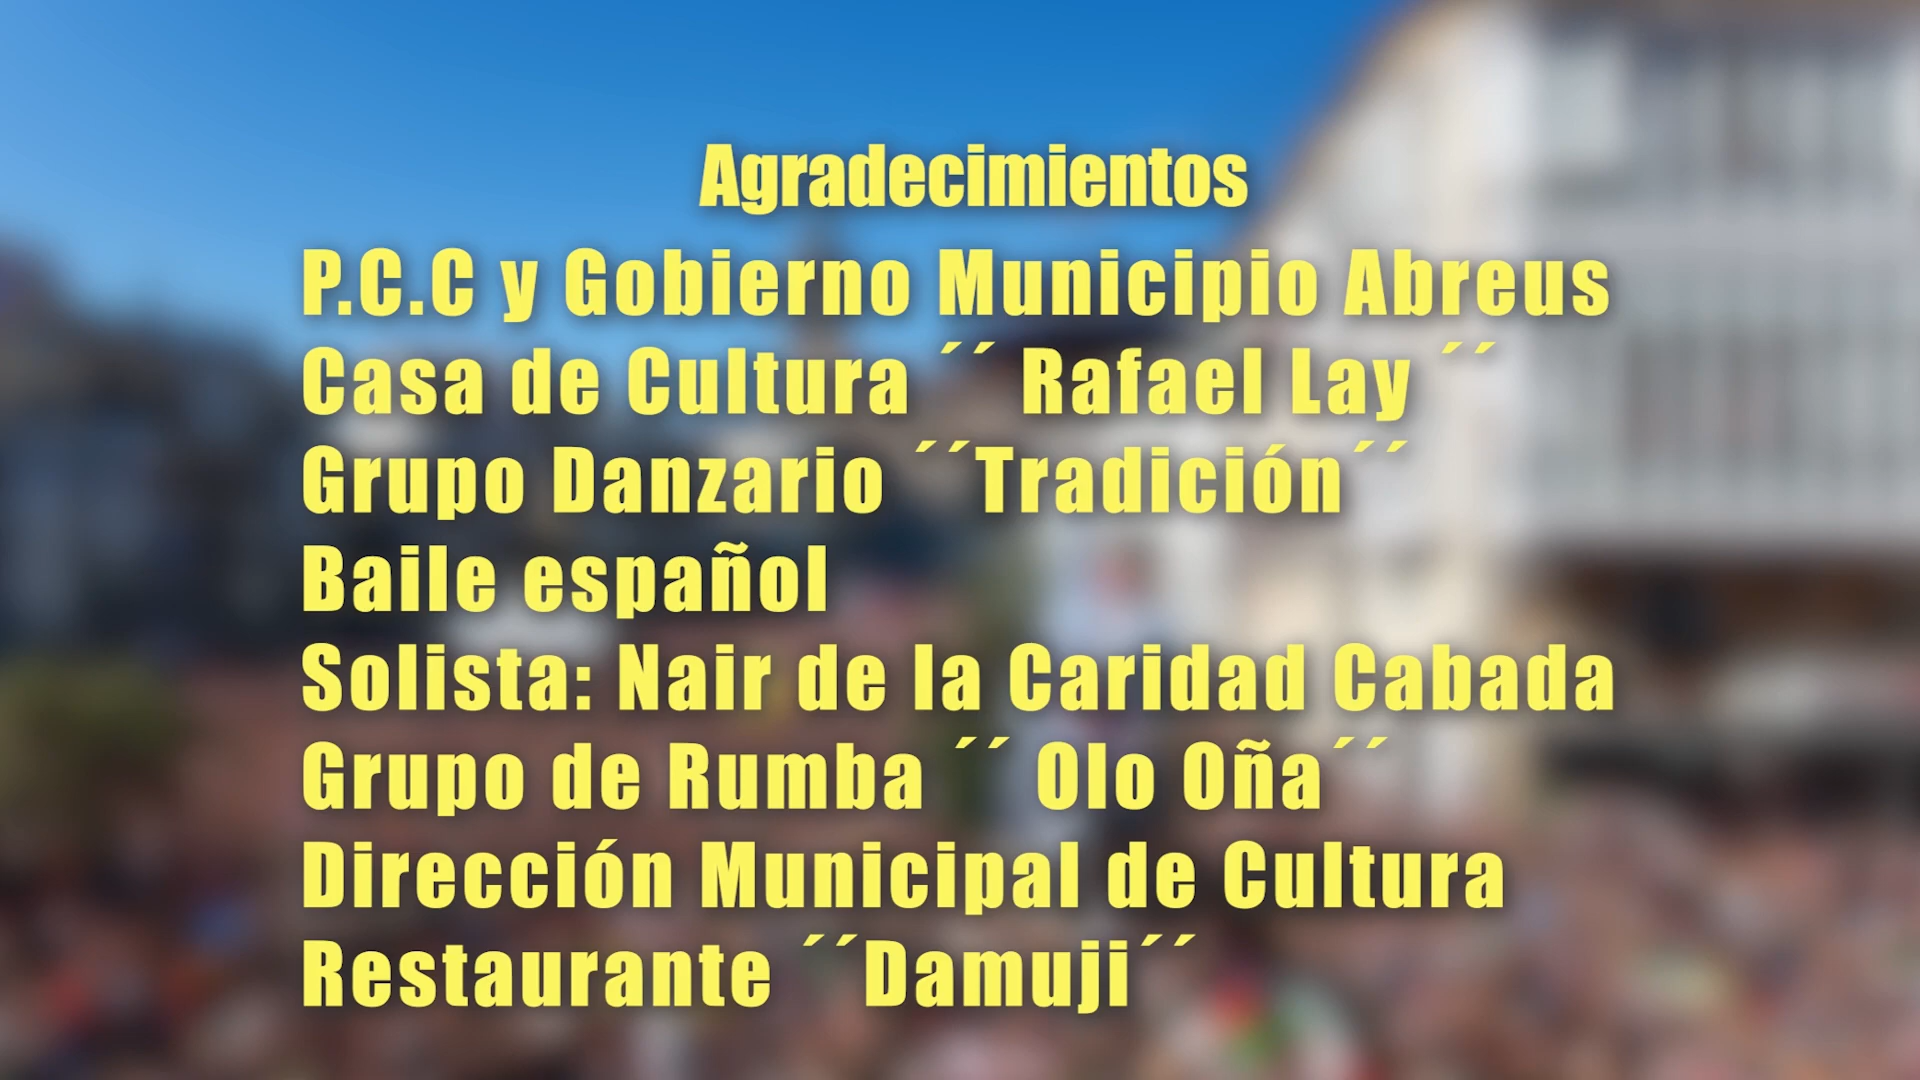 Agradecimientos
P.C.C y Gobierno Municipio Abreus
Casa de Cultura ´´ Rafael Lay ´´
Grupo Danzario ´´Tradición´´
Baile español
Solista: Nair de la Caridad Cabada
Grupo de Rumba ´´ Olo Oña´´
Dirección Municipal de Cultura
Restaurante ´´Damuji´´